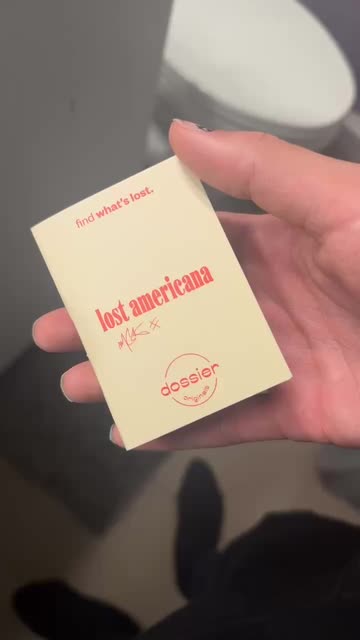 find what's lost.
lost americana
dossier
originals